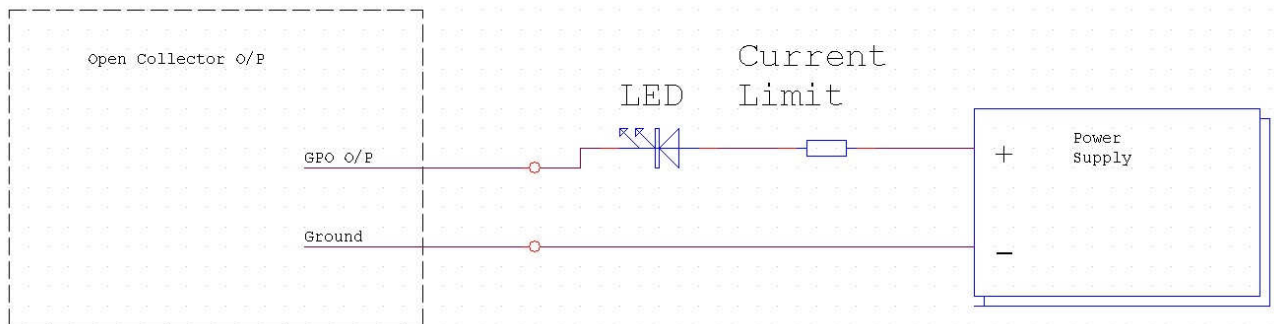 Open Collector O/P
Current
Limit
LED
Power
Supply
GPO O/P
Ground
+
-